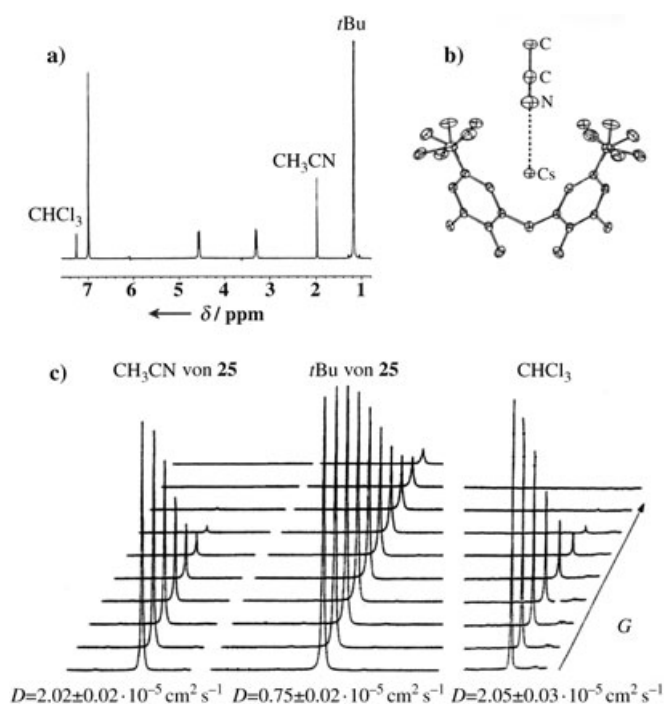 a)
tBu
CH₃CN
CHCl₃
7 6 5 4 3 2 1
δ / ppm
b)
C
C
N
Cs
c)
CH₃CN von 25
tBu von 25
CHCl₃
G
D=2.02±0.02·10⁻⁵ cm² s⁻¹
D=0.75±0.02·10⁻⁵ cm² s⁻¹
D=2.05±0.03·10⁻⁵ cm² s⁻¹